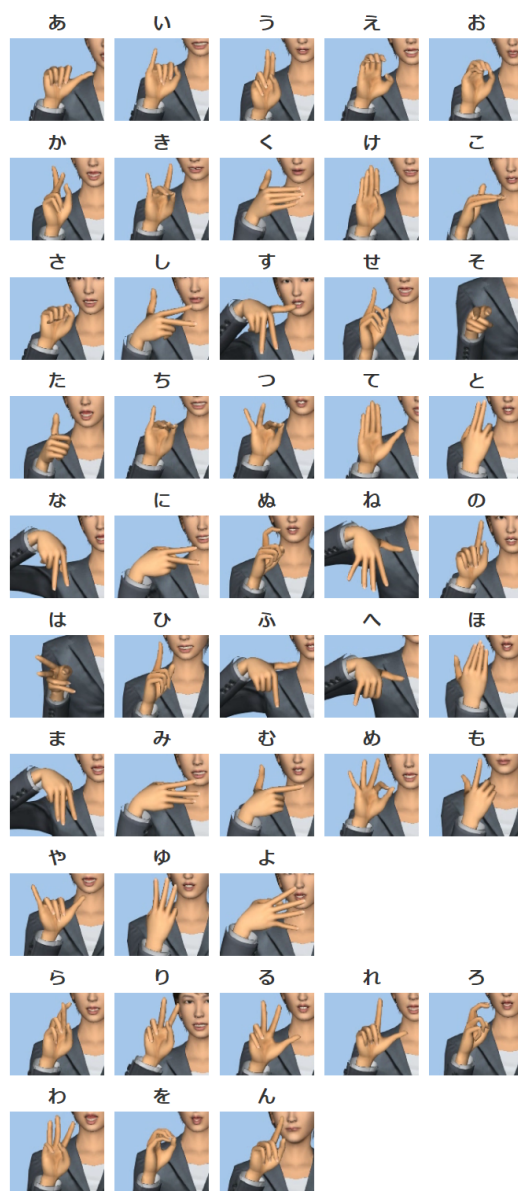 あ い う え お
か き く け こ
さ し す せ そ
た ち つ て と
な に ぬ ね の
は ひ ふ へ ほ
ま み む め も
や ゆ よ
ら り る れ ろ
わ を ん